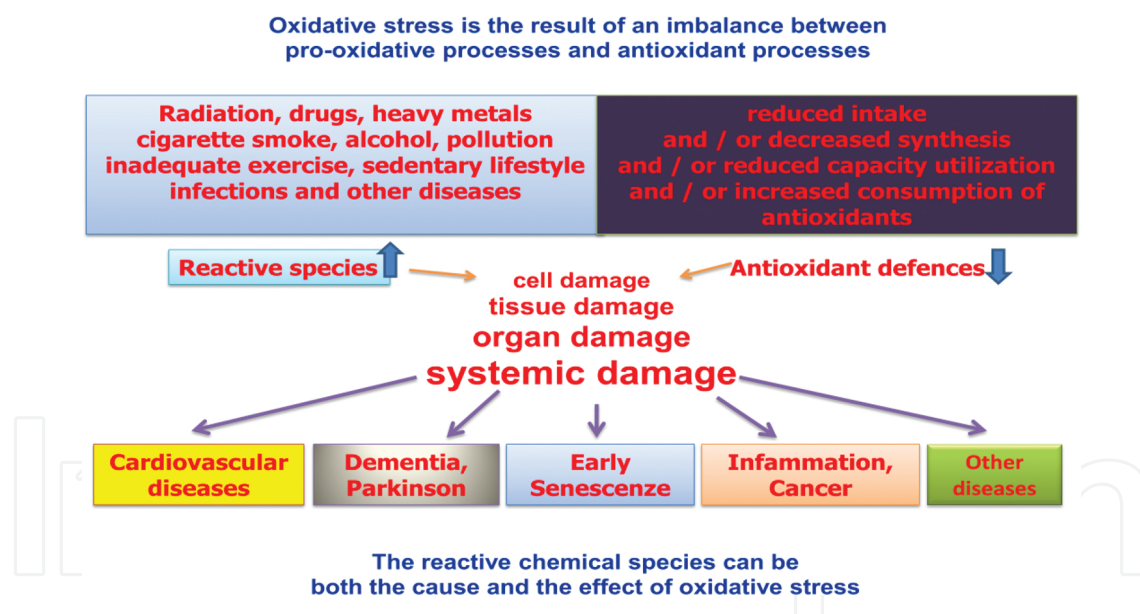 Oxidative stress is the result of an imbalance between
pro-oxidative processes and antioxidant processes
Radiation, drugs, heavy metals
cigarette smoke, alcohol, pollution
inadequate exercise, sedentary lifestyle
infections and other diseases
reduced intake
and / or decreased synthesis
and / or reduced capacity utilization
and / or increased consumption of
antioxidants
Reactive species
Antioxidant defences
cell damage
tissue damage
organ damage
systemic damage
Cardiovascular
diseases
Dementia,
Parkinson
Early
Senescenze
Infammation,
Cancer
Other
diseases
The reactive chemical species can be
both the cause and the effect of oxidative stress